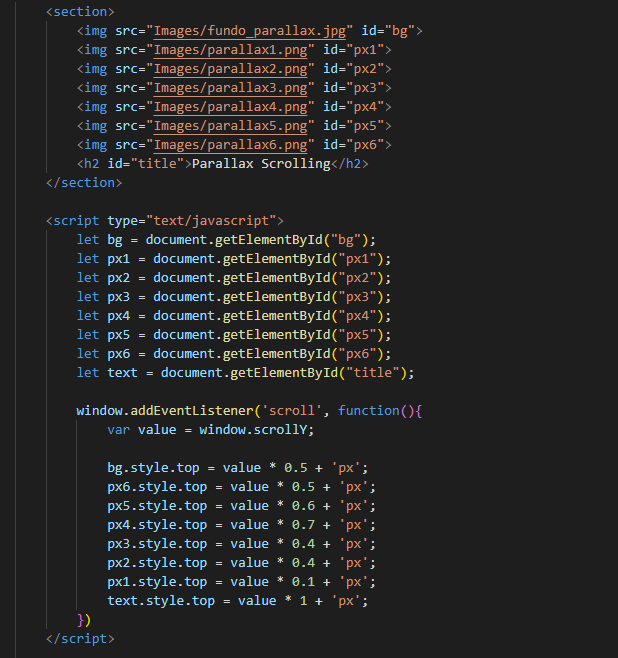 <section>
<img src="Images/fundo_parallax.jpg" id="bg">
<img src="Images/parallax1.png" id="px1">
<img src="Images/parallax2.png" id="px2">
<img src="Images/parallax3.png" id="px3">
<img src="Images/parallax4.png" id="px4">
<img src="Images/parallax5.png" id="px5">
<img src="Images/parallax6.png" id="px6">
<h2 id="title">Parallax Scrolling</h2>
</section>
<script type="text/javascript">
let bg = document.getElementById("bg");
let px1 = document.getElementById("px1");
let px2 = document.getElementById("px2");
let px3 = document.getElementById("px3");
let px4 = document.getElementById("px4");
let px5 = document.getElementById("px5");
let px6 = document.getElementById("px6");
let text = document.getElementById("title");
window.addEventListener('scroll', function(){
var value = window.scrollY;
bg.style.top = value * 0.5 + 'px';
px6.style.top = value * 0.5 + 'px';
px5.style.top = value * 0.6 + 'px';
px4.style.top = value * 0.7 + 'px';
px3.style.top = value * 0.4 + 'px';
px2.style.top = value * 0.4 + 'px';
px1.style.top = value * 0.1 + 'px';
text.style.top = value * 1 + 'px';
})
</script>